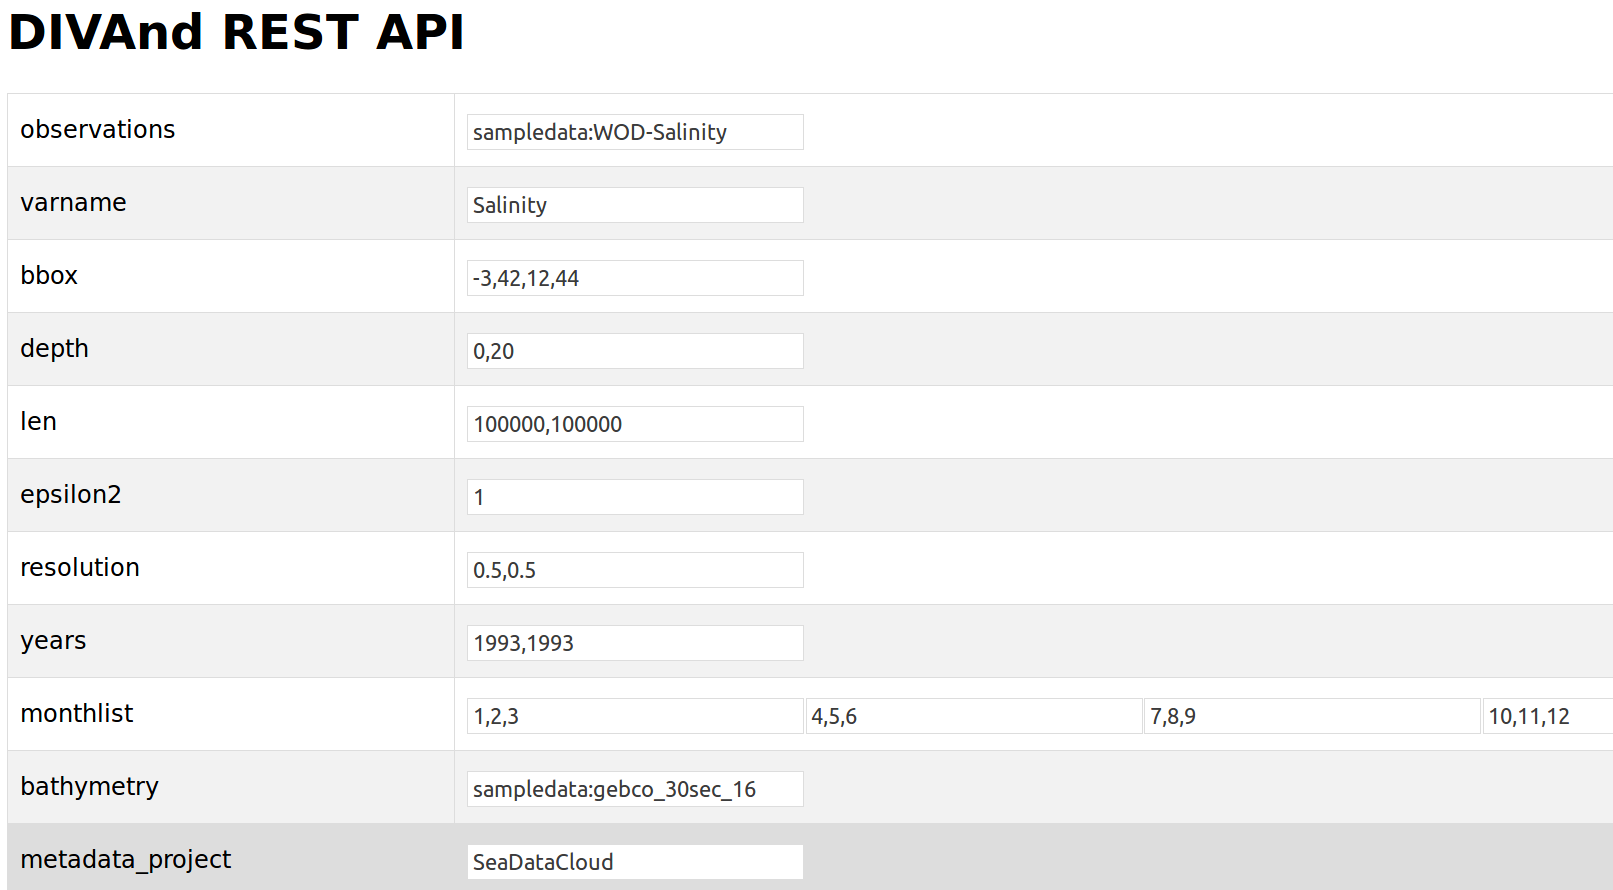 DIVAnd REST API
observations sampledata:WOD-Salinity
varname Salinity
bbox -3,42,12,44
depth 0,20
len 100000,100000
epsilon2 1
resolution 0.5,0.5
years 1993,1993
monthlist 1,2,3 4,5,6 7,8,9 10,11,12
bathymetry sampledata:gebco_30sec_16
metadata_project SeaDataCloud